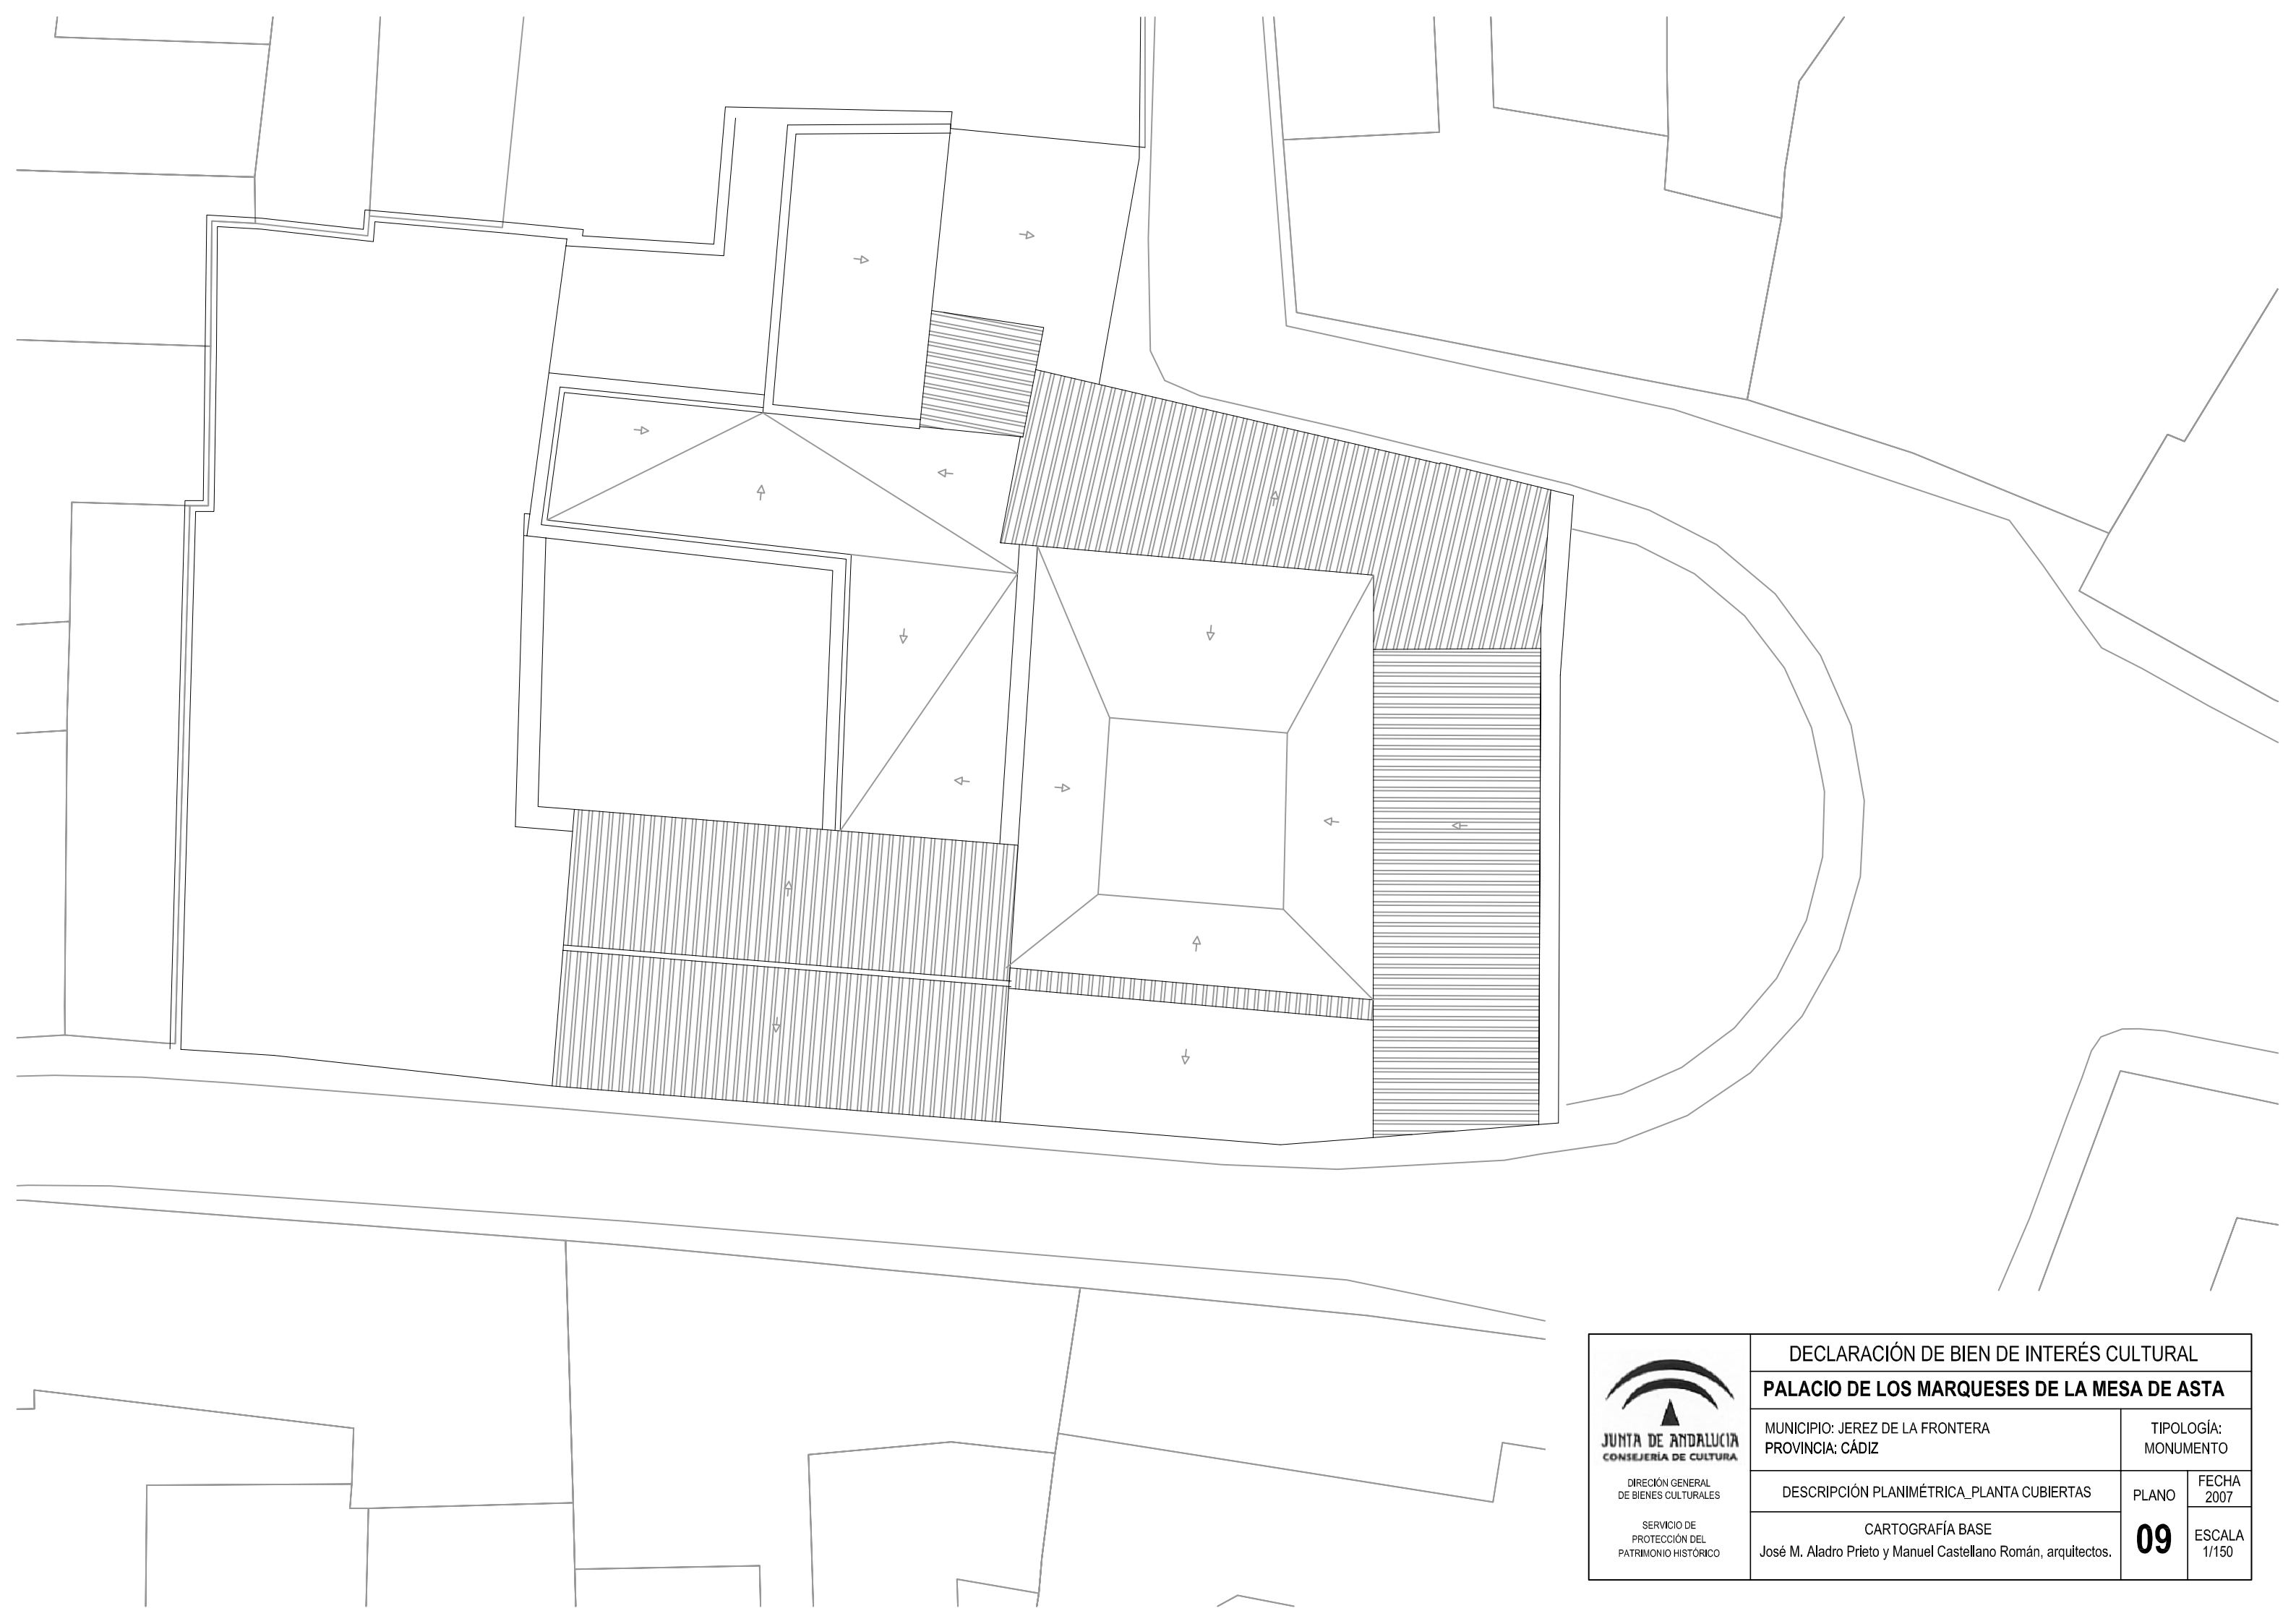 DECLARACIÓN DE BIEN DE INTERÉS CULTURAL
PALACIO DE LOS MARQUESES DE LA MESA DE ASTA
MUNICIPIO: JEREZ DE LA FRONTERA
PROVINCIA: CÁDIZ
TIPOLOGÍA:
MONUMENTO
DESCRIPCIÓN PLANIMÉTRICA_PLANTA CUBIERTAS
PLANO
09
FECHA
2007
CARTOGRAFÍA BASE
José M. Aladro Prieto y Manuel Castellano Román, arquitectos.
ESCALA
1/150
JUNTA DE ANDALUCIA
CONSEJERÍA DE CULTURA
DIRECIÓN GENERAL
DE BIENES CULTURALES
SERVICIO DE
PROTECCIÓN DEL
PATRIMONIO HISTÓRICO